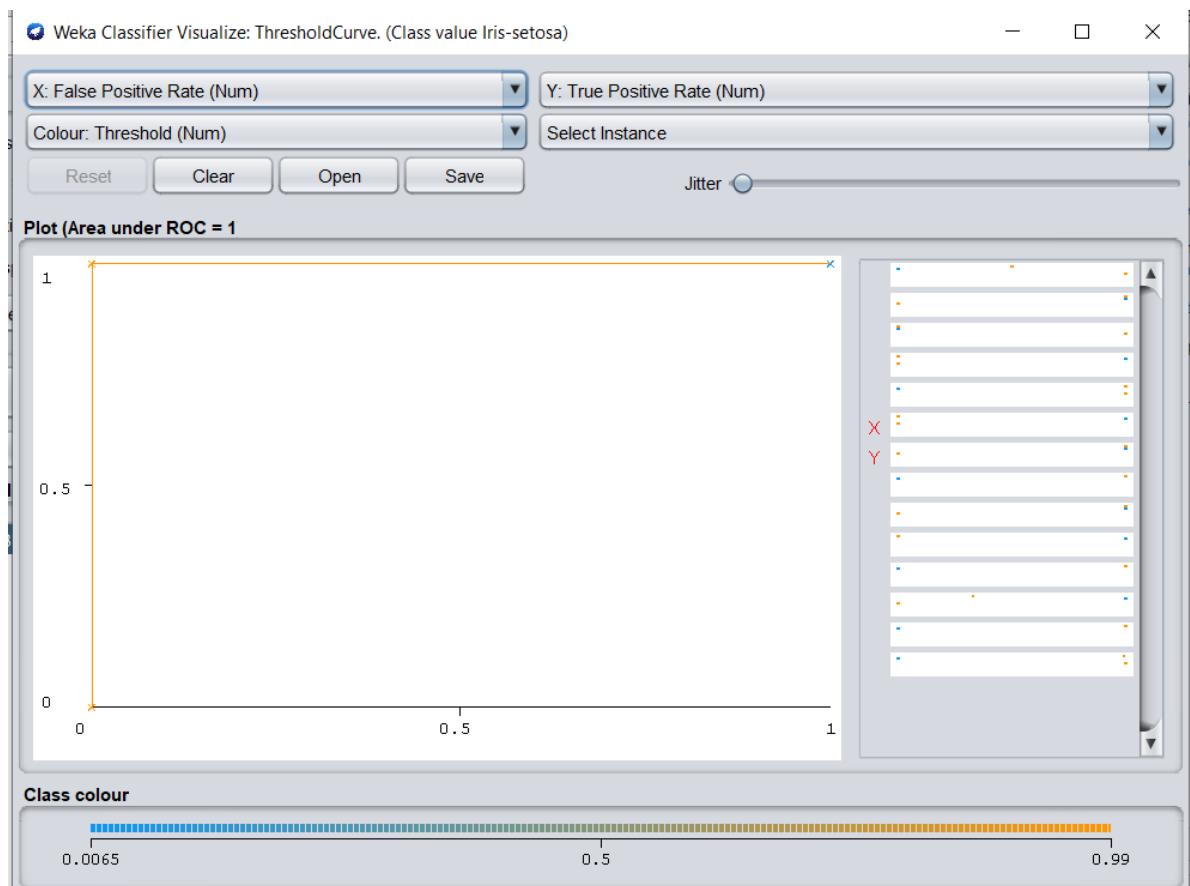 Weka Classifier Visualize: ThresholdCurve. (Class value Iris-setosa)
X: False Positive Rate (Num)
Y: True Positive Rate (Num)
Colour: Threshold (Num)
Select Instance
Reset
Clear
Open
Save
Jitter
Plot (Area under ROC = 1
1
0.5
0
0
0.5
1
X
Y
Class colour
0.0065
0.5
0.99